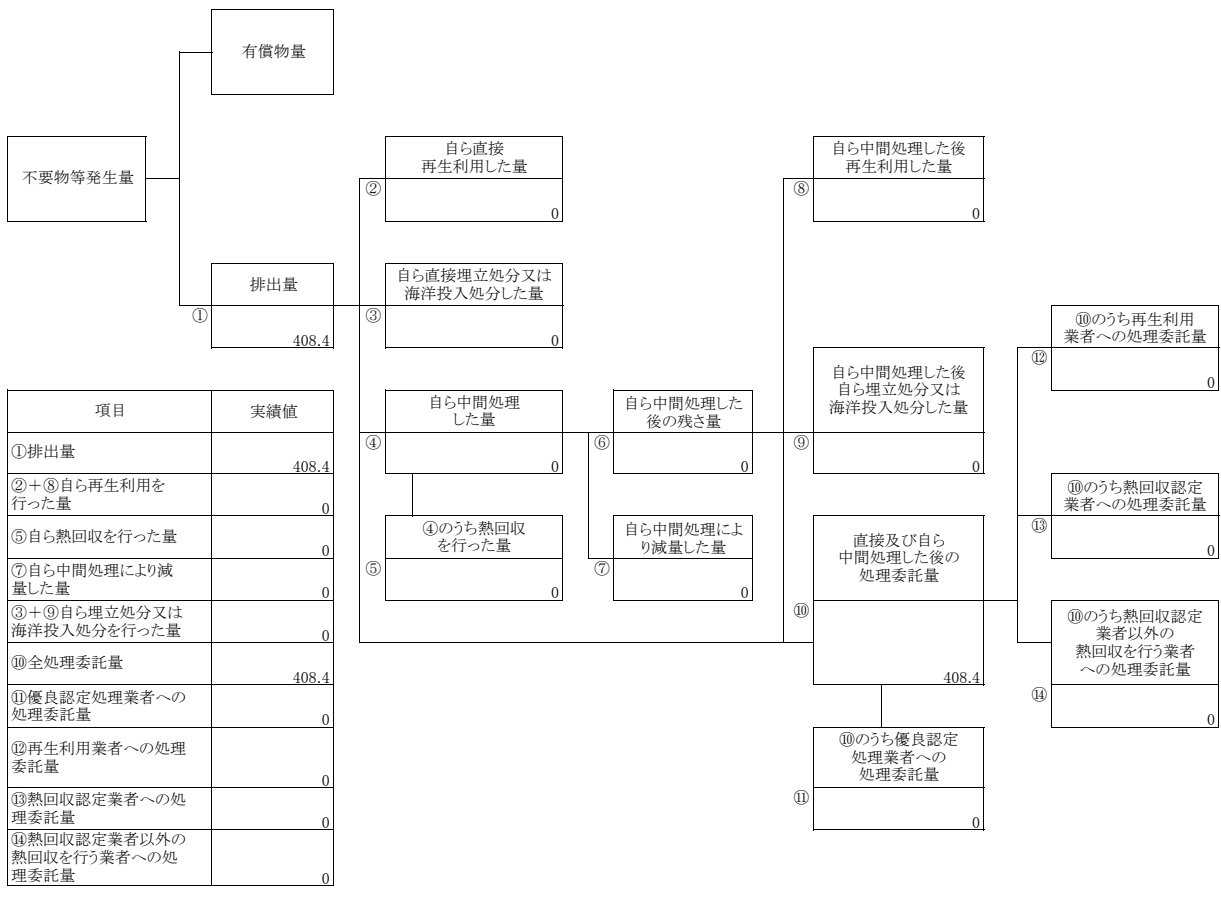 有償物量
不要物等発生量
自ら直接
再生利用した量
②
0
自ら中間処理した後
再生利用した量
⑧
0
排出量
①
408.4
自ら直接埋立処分又は
海洋投入処分した量
③
0
⑩のうち再生利用
業者への処理委託量
⑫
0
自ら中間処理
した量
④
0
自ら中間処理した
後の残さ量
⑥
0
自ら中間処理した後
自ら埋立処分又は
海洋投入処分した量
⑨
0
⑩のうち熱回収認定
業者への処理委託量
⑬
0
④のうち熱回収
を行った量
⑤
0
自ら中間処理によ
り減量した量
⑦
0
直接及び自ら
中間処理した後の
処理委託量
⑩
408.4
⑩のうち熱回収認定
業者以外の
熱回収を行う業者
への処理委託量
⑭
0
⑩のうち優良認定
処理業者への
処理委託量
⑪
0
項目 実績値
①排出量
408.4
②＋⑧自ら再生利用を
行った量
0
⑤自ら熱回収を行った量
0
⑦自ら中間処理により減
量した量
0
③＋⑨自ら埋立処分又は
海洋投入処分を行った量
0
⑩全処理委託量
408.4
⑪優良認定処理業者への
処理委託量
0
⑫再生利用業者への処理
委託量
0
⑬熱回収認定業者への処
理委託量
0
⑭熱回収認定業者以外の
熱回収を行う業者への処
理委託量
0